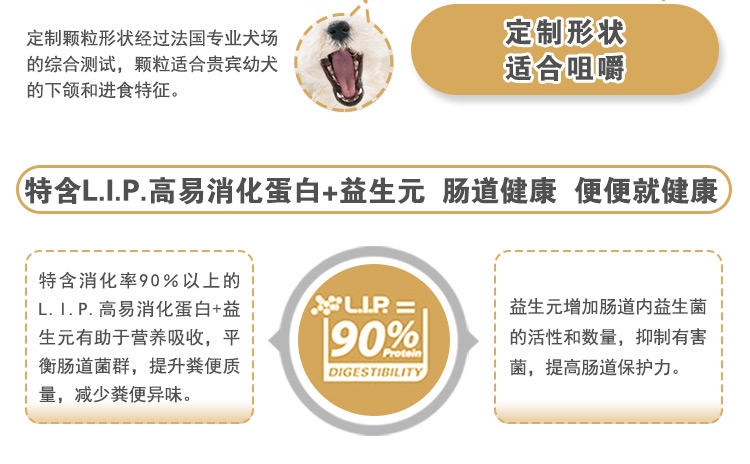 定制颗粒形状经过法国专业犬场
的综合测试，颗粒适合贵宾幼犬
的下颌和进食特征。
定制形状
适合咀嚼
特含L.I.P.高易消化蛋白+益生元 肠道健康 便便就健康
特含消化率90%以上的
L.I.P.高易消化蛋白+益
生元有助于营养吸收，平
衡肠道菌群，提升粪便质
量，减少粪便异味。
L.I.P. =
90%
Protein
DIGESTIBILITY
益生元增加肠道内益生菌
的活性和数量，抑制有害
菌，提高肠道保护力。